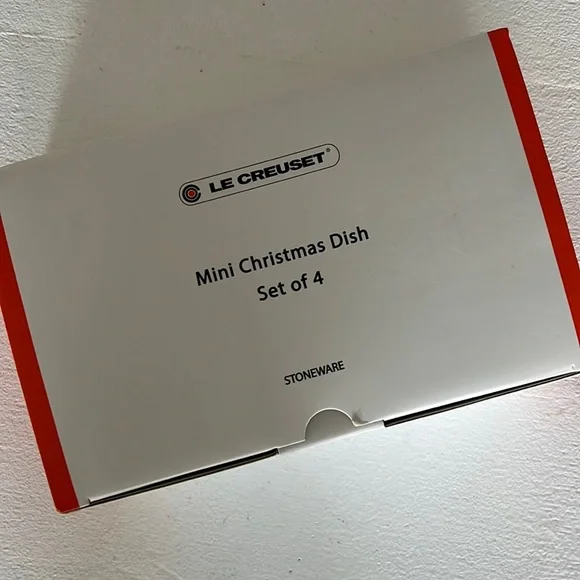 LE CREUSET®
Mini Christmas Dish
Set of 4
STONEWARE